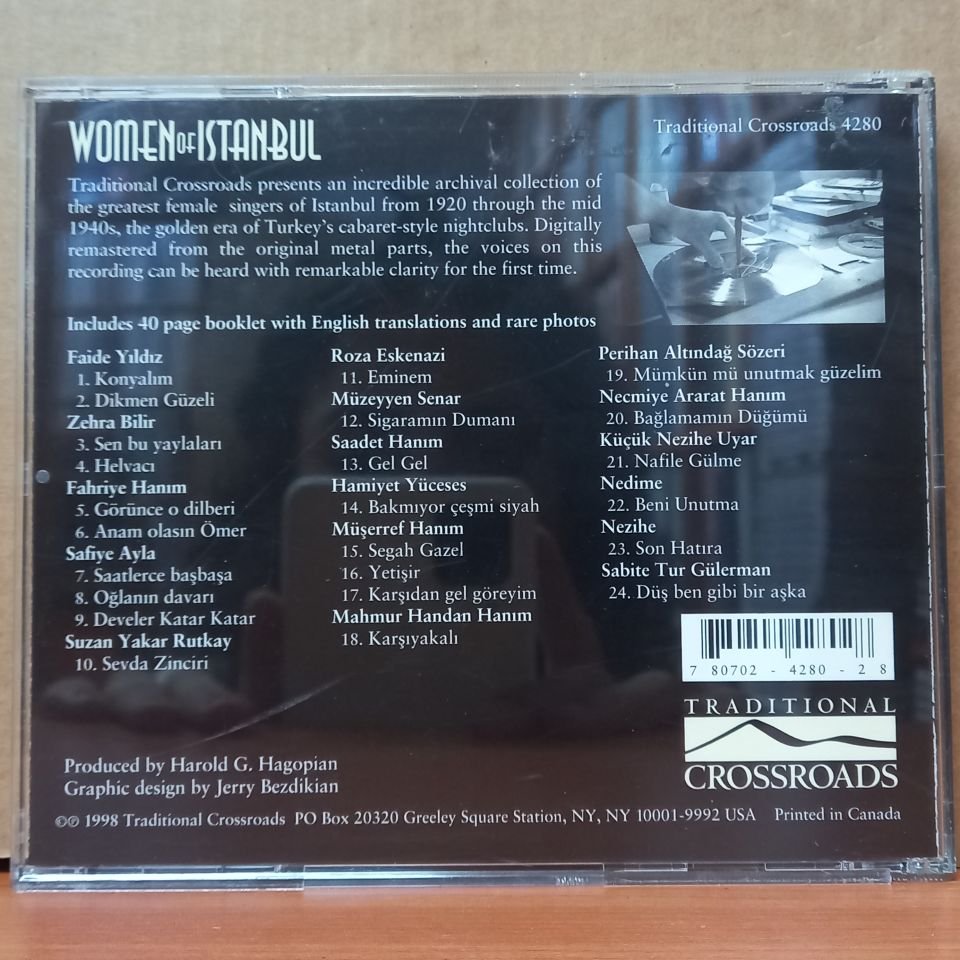 WOMEN OF ISTANBUL
Traditional Crossroads 4280
Traditional Crossroads presents an incredible archival collection of
the greatest female singers of Istanbul from 1920 through the mid
1940s, the golden era of Turkey's cabaret-style nightclubs. Digitally
remastered from the original metal parts, the voices on this
recording can be heard with remarkable clarity for the first time.
Includes 40 page booklet with English translations and rare photos
Faide Yıldız
1. Konyalım
2. Dikmen Güzeli
Zehra Bilir
3. Sen bu yaylaları
4. Helvacı
Fahriye Hanım
5. Görünce o dilberi
6. Anam olasın Ömer
Safiye Ayla
7. Saatlerce başbaşa
8. Oğlanın davarı
9. Develer Katar Katar
Suzan Yakar Rutkay
10. Sevda Zinciri
Roza Eskenazi
11. Eminem
Müzeyyen Senar
12. Sigaramın Dumanı
Saadet Hanım
13. Gel Gel
Hamiyet Yüceses
14. Bakmıyor çeşmi siyah
Müşerref Hanım
15. Segah Gazel
16. Yetişir
17. Karşıdan gel göreyim
Mahmur Handan Hanım
18. Karşıyakalı
Perihan Altındağ Sözeri
19. Mümkün mü unutmak güzelim
Necmiye Ararat Hanım
20. Bağlamamın Düğümü
Küçük Nezihe Uyar
21. Nafile Gülme
Nedime
22. Beni Unutma
Nezihe
23. Son Hatıra
Sabite Tur Gülerman
24. Düş ben gibi bir aşka
7 80702 - 4280 - 2 8
TRADITIONAL
CROSSROADS
Produced by Harold G. Hagopian
Graphic design by Jerry Bezdikian
©℗ 1998 Traditional Crossroads PO Box 20320 Greeley Square Station, NY, NY 10001-9992 USA Printed in Canada